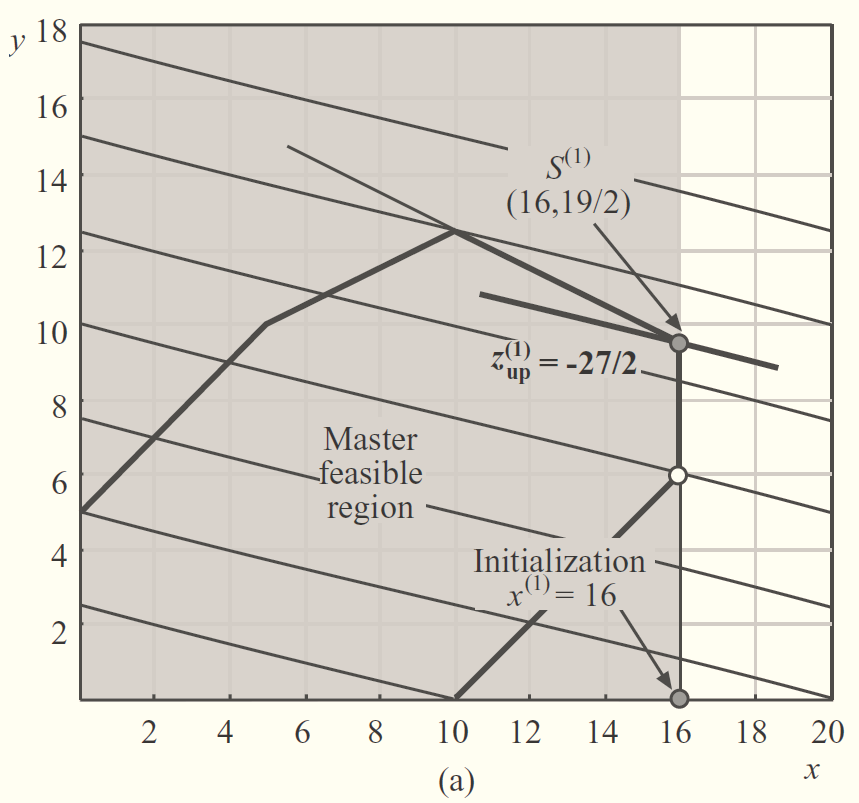 y
18
16
14
12
10
8
6
4
2
S^(1)
(16,19/2)
z_up^(1) = -27/2
Master
feasible
region
Initialization
x^(1) = 16
2 4 6 8 10 12 14 16 18 20
x
(a)